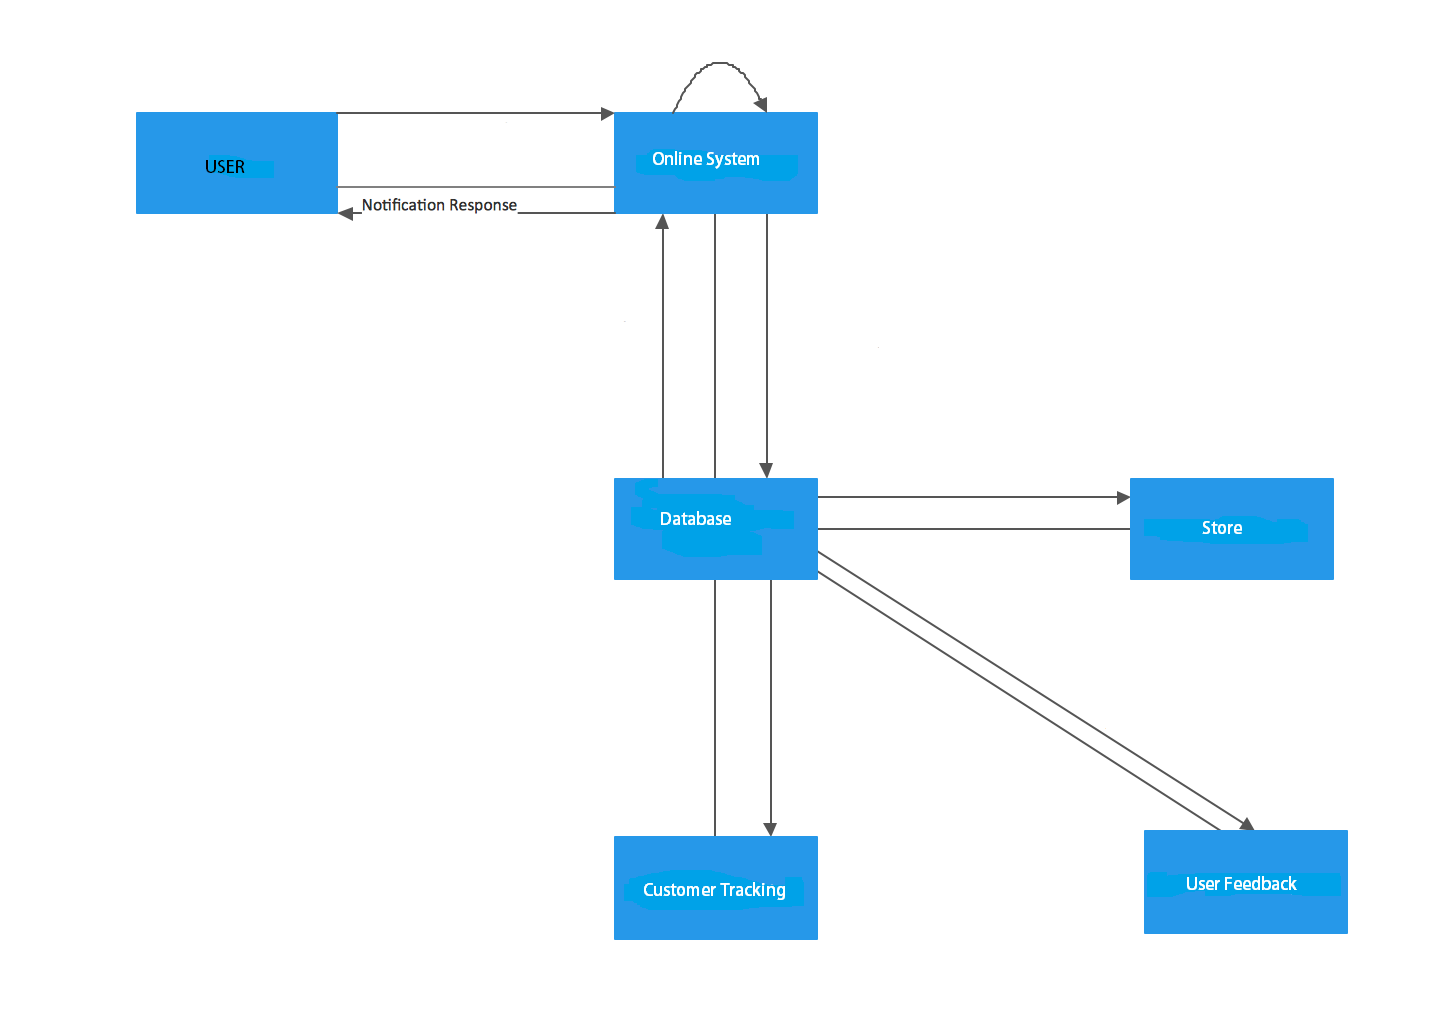 USER
Online System
Notification Response
Database
Store
Customer Tracking
User Feedback